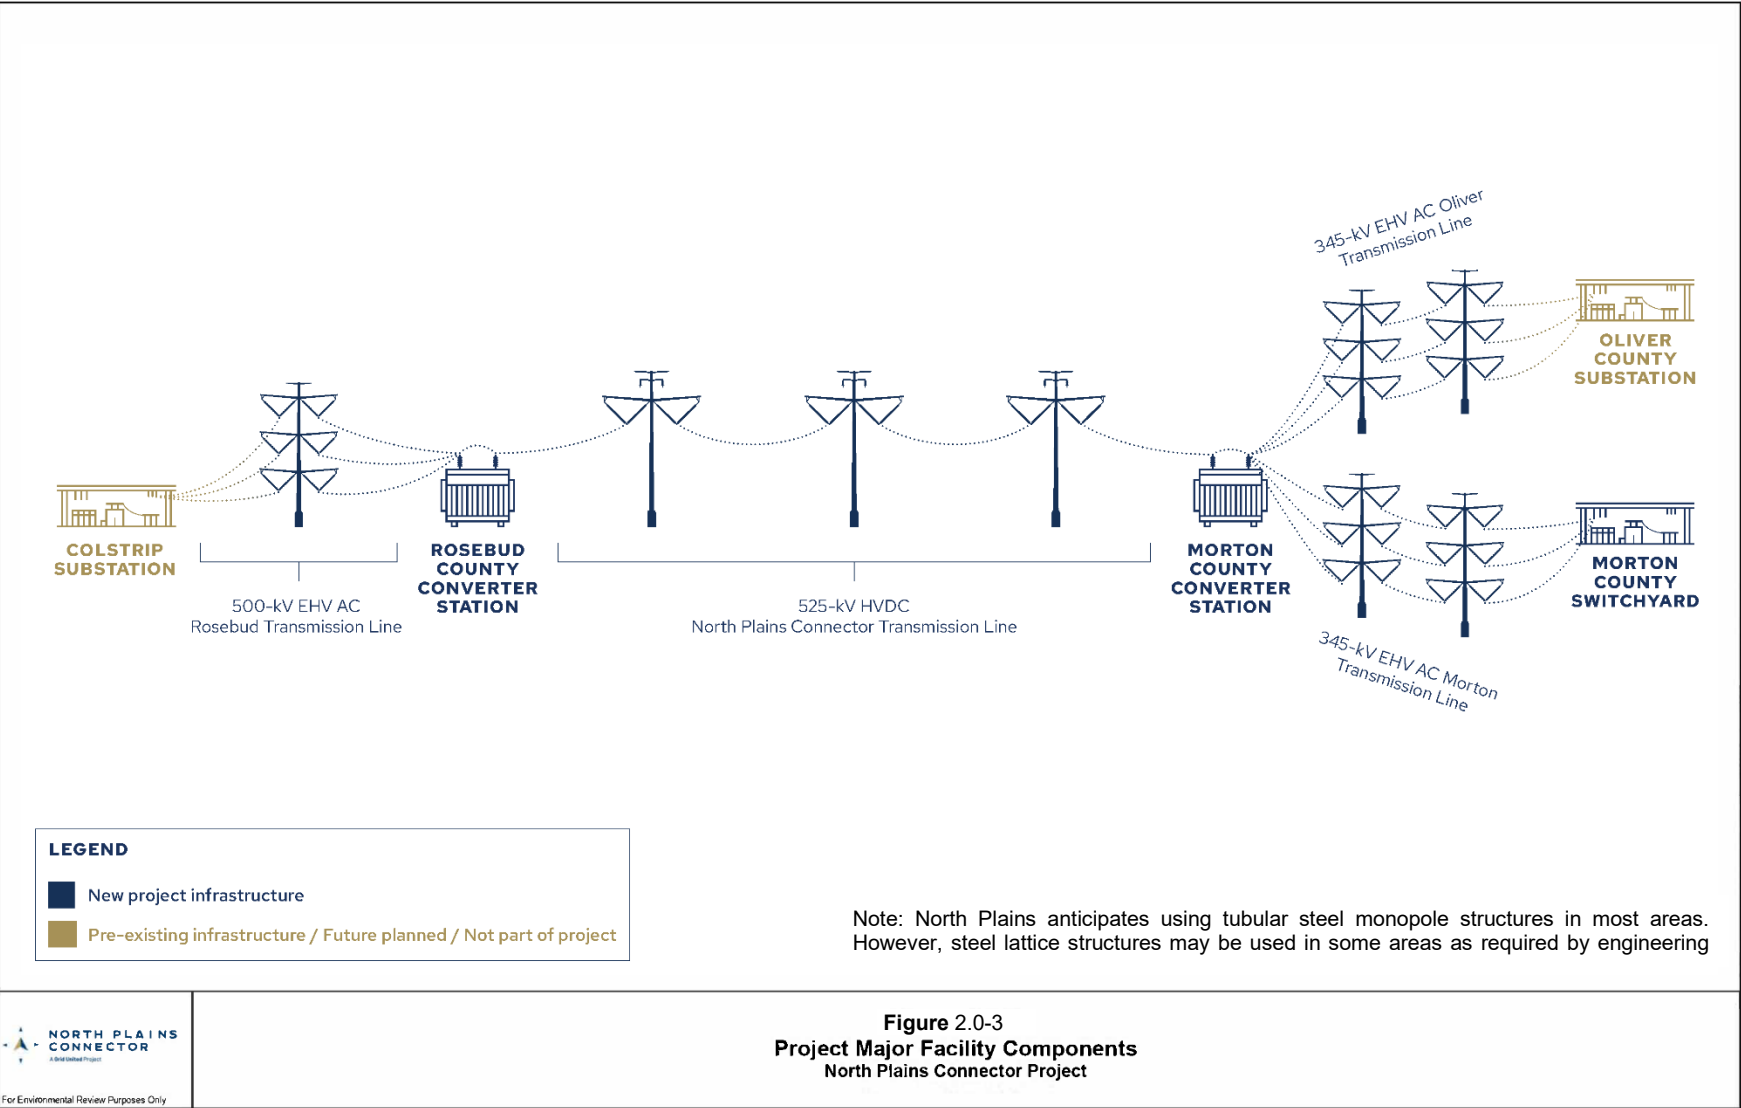 345-kV EHV AC Oliver
Transmission Line
OLIVER
COUNTY
SUBSTATION
COLSTRIP
SUBSTATION
500-kV EHV AC
Rosebud Transmission Line
ROSEBUD
COUNTY
CONVERTER
STATION
525-kV HVDC
North Plains Connector Transmission Line
MORTON
COUNTY
CONVERTER
STATION
MORTON
COUNTY
SWITCHYARD
345-kV EHV AC Morton
Transmission Line
LEGEND
New project infrastructure
Pre-existing infrastructure / Future planned / Not part of project
Note: North Plains anticipates using tubular steel monopole structures in most areas.
However, steel lattice structures may be used in some areas as required by engineering
NORTH PLAINS
CONNECTOR
A Grid United Project
For Environmental Review Purposes Only
Figure 2.0-3
Project Major Facility Components
North Plains Connector Project